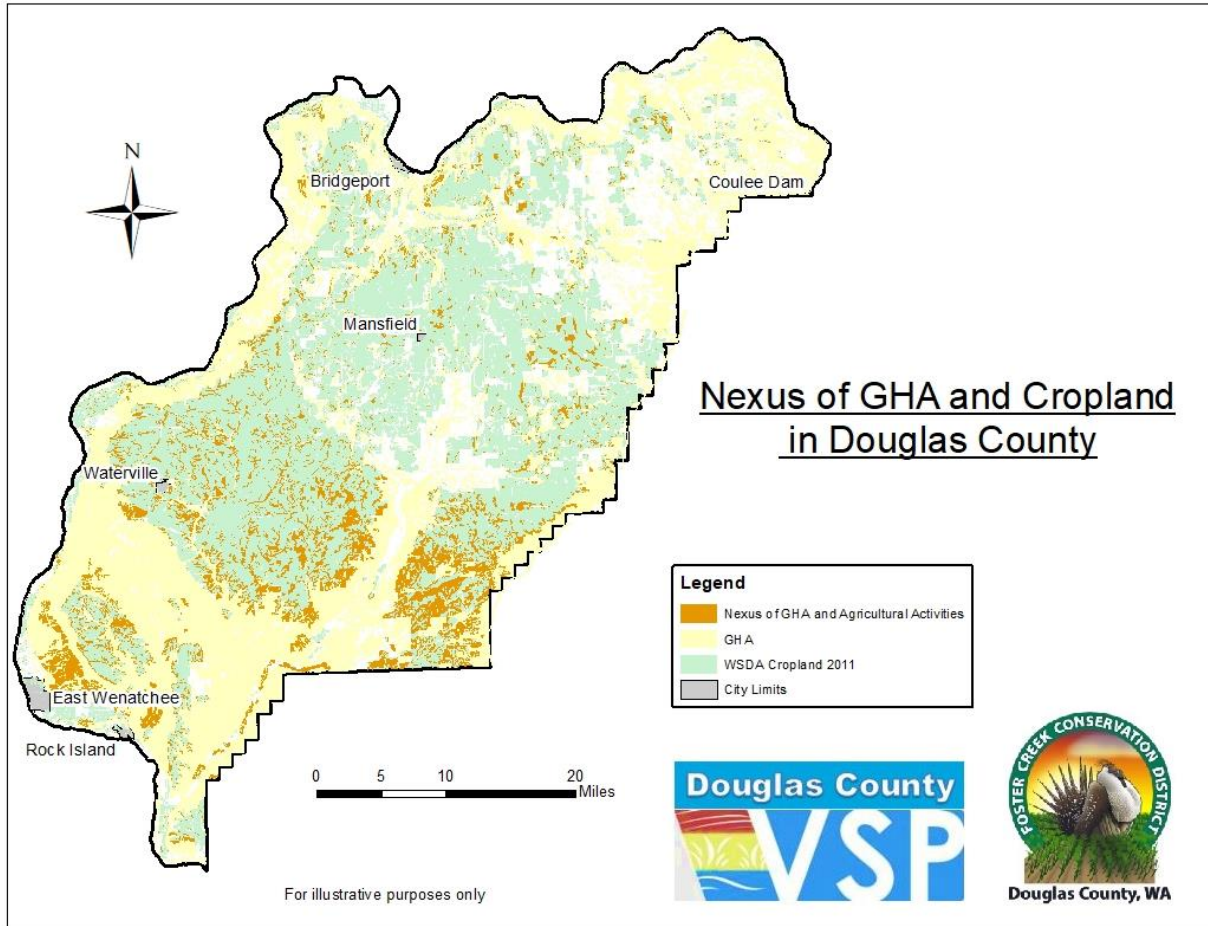 N
Bridgeport
Coulee Dam
Mansfield
Nexus of GHA and Cropland
in Douglas County
Waterville
Legend
Nexus of GHA and Agricultural Activities
GHA
WSDA Cropland 2011
City Limits
East Wenatchee
Rock Island
0 5 10 20
Miles
For illustrative purposes only
Douglas County
VSP
FOSTER CREEK CONSERVATION DISTRICT
Douglas County, WA